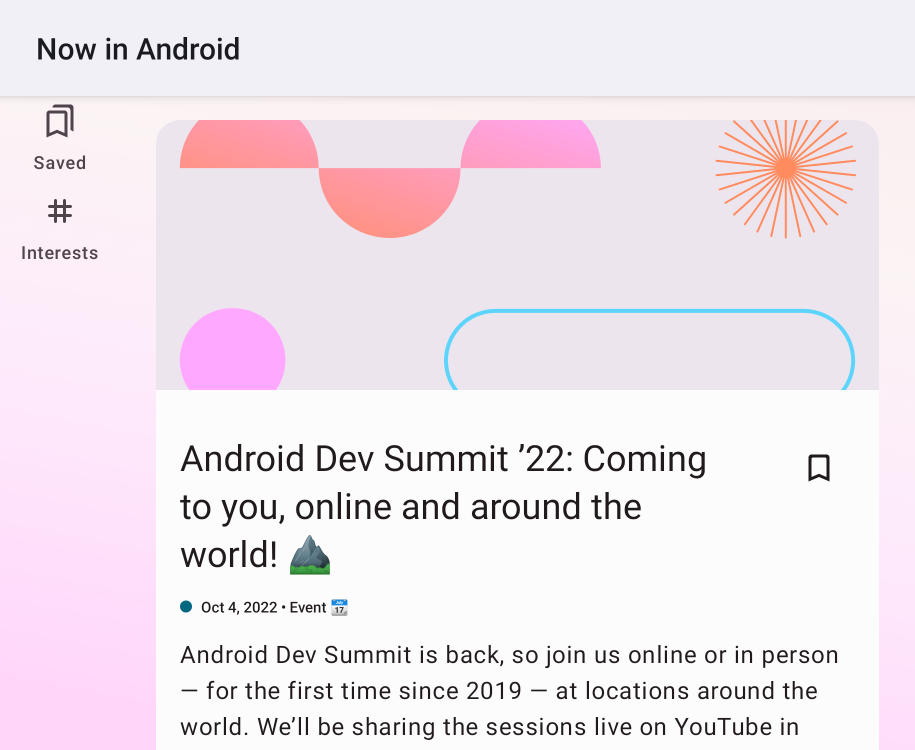 Now in Android
Saved
Interests
Android Dev Summit ’22: Coming
to you, online and around the
world! ⛰️
Oct 4, 2022 • Event 📆
Android Dev Summit is back, so join us online or in person
— for the first time since 2019 — at locations around the
world. We’ll be sharing the sessions live on YouTube in